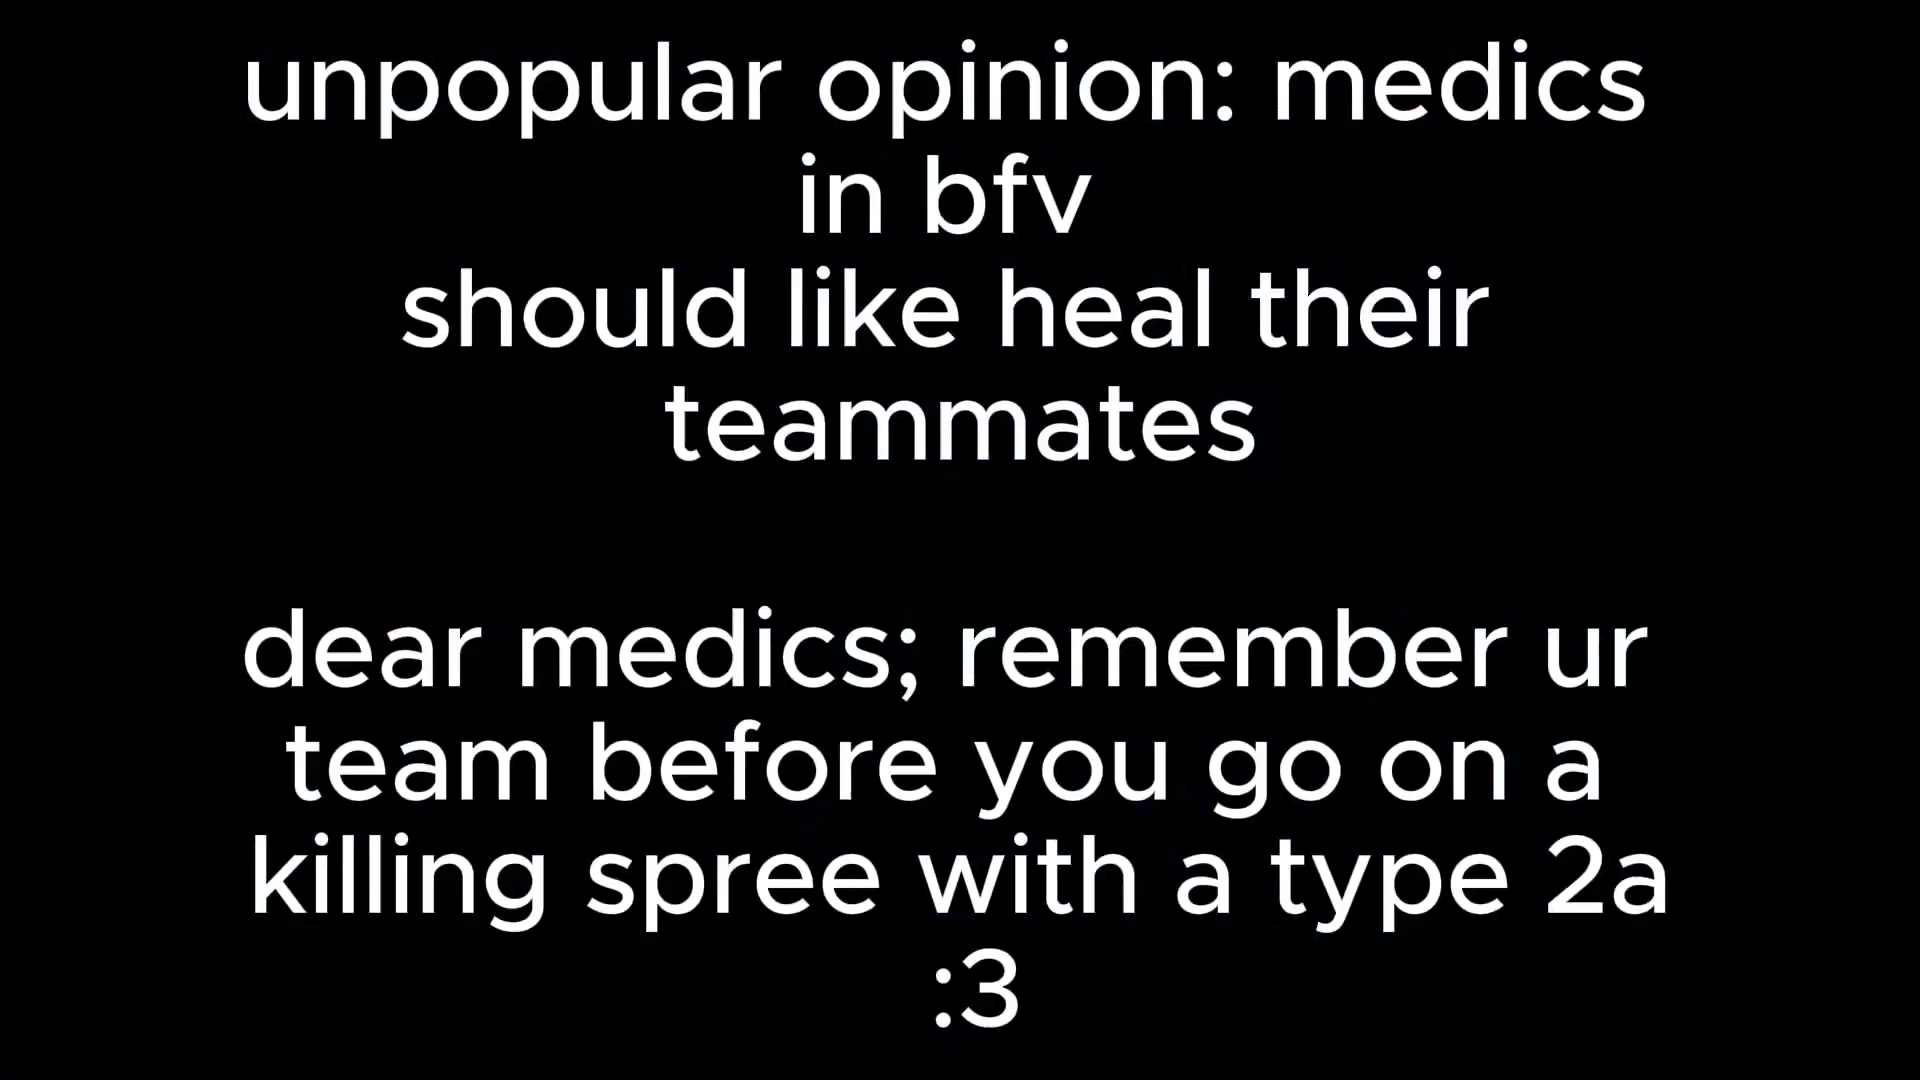 unpopular opinion: medics
in bfv
should like heal their
teammates
dear medics; remember ur
team before you go on a
killing spree with a type 2a
:3